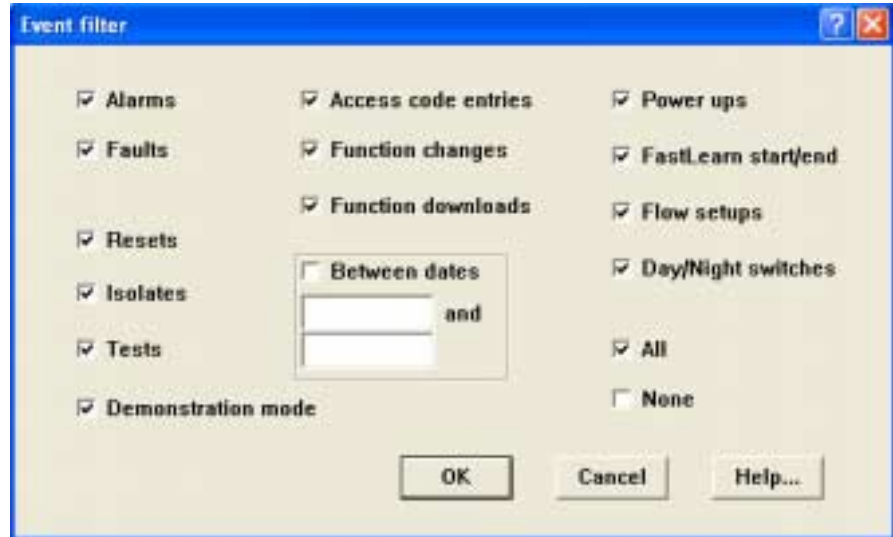 Event filter
Alarms
Faults
Resets
Isolates
Tests
Demonstration mode
Access code entries
Function changes
Function downloads
Between dates
and
Power ups
FastLearn start/end
Flow setups
Day/Night switches
All
None
OK
Cancel
Help...